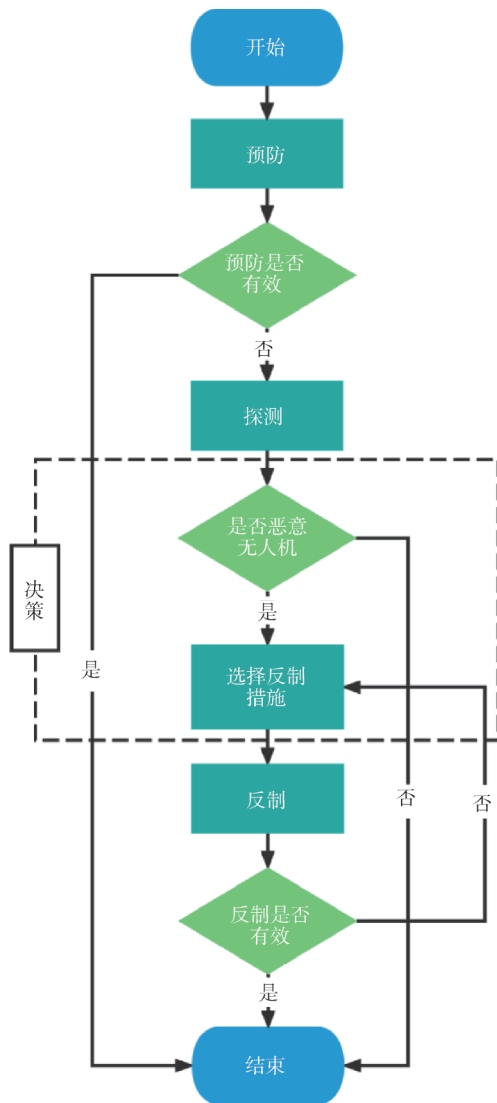 开始
预防
预防是否
有效
否
探测
是否恶意
无人机
决
策
是
选择反制
措施
是
反制
否
否
反制是否
有效
是
结束